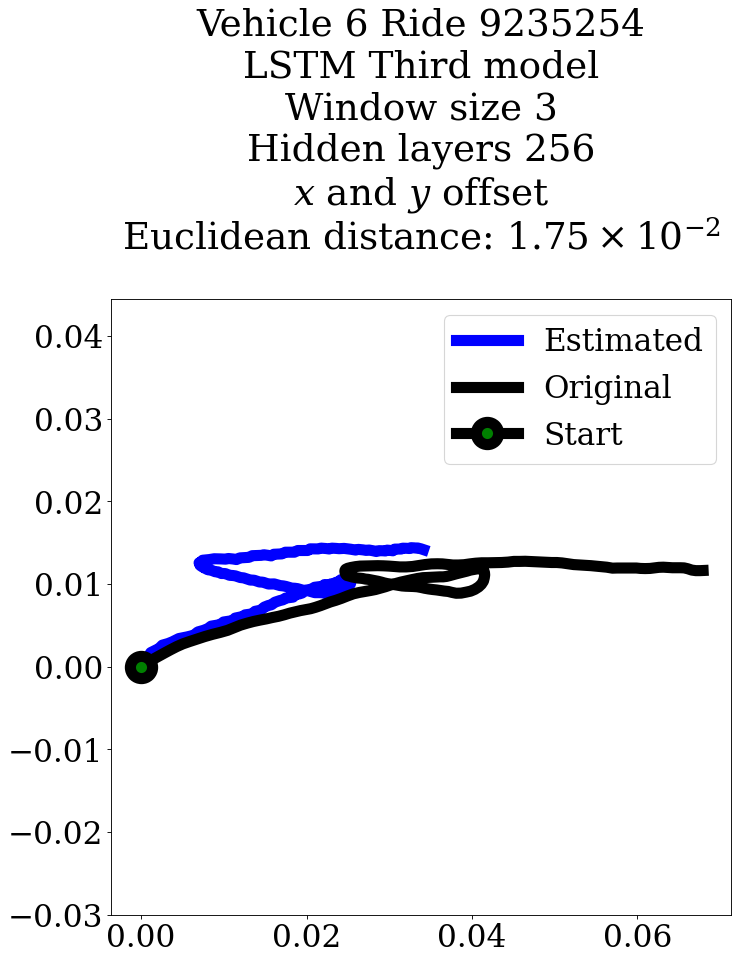 Vehicle 6 Ride 9235254
LSTM Third model
Window size 3
Hidden layers 256
x and y offset
Euclidean distance: 1.75 × 10⁻²
Estimated
Original
Start
0.04
0.03
0.02
0.01
0.00
−0.01
−0.02
−0.03
0.00 0.02 0.04 0.06